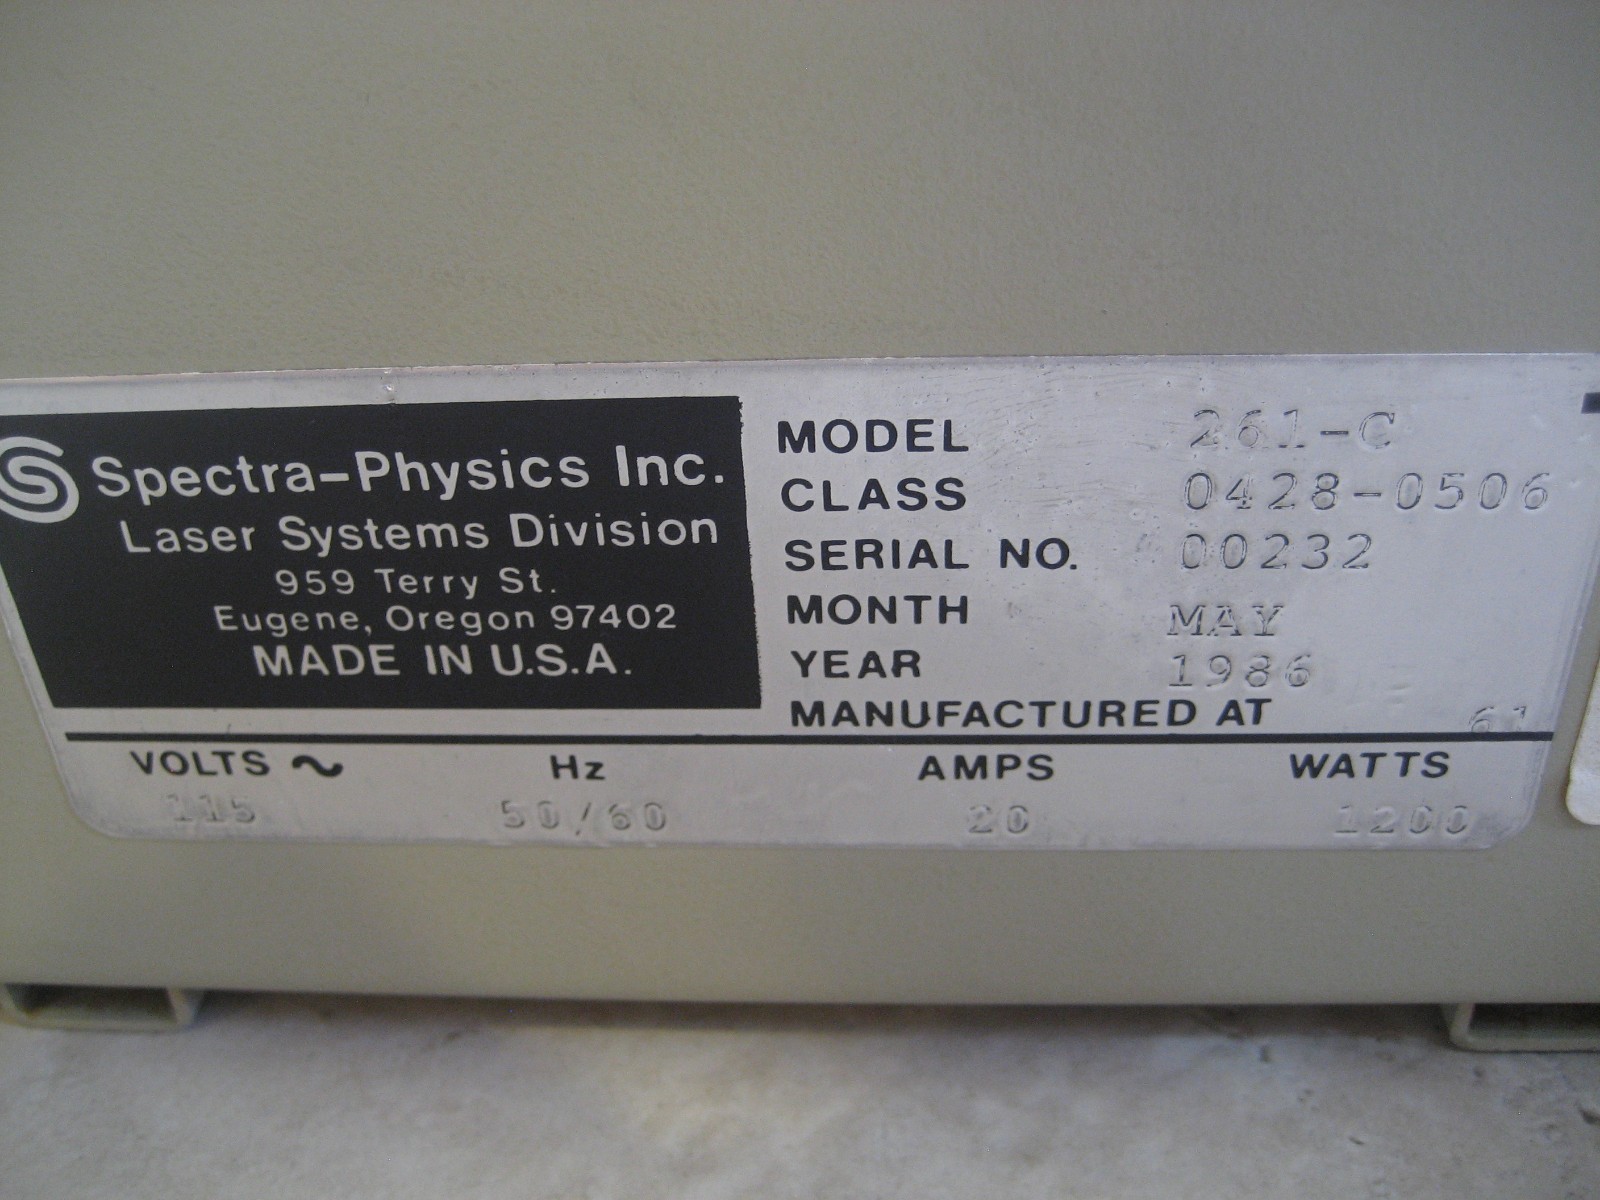 Spectra-Physics Inc.
Laser Systems Division
959 Terry St.
Eugene, Oregon 97402
MADE IN U.S.A.
MODEL 261-C
CLASS 0428-0506
SERIAL NO. 00232
MONTH MAY
YEAR 1986
MANUFACTURED AT 61
VOLTS ~ Hz AMPS WATTS
115 50/60 20 1200